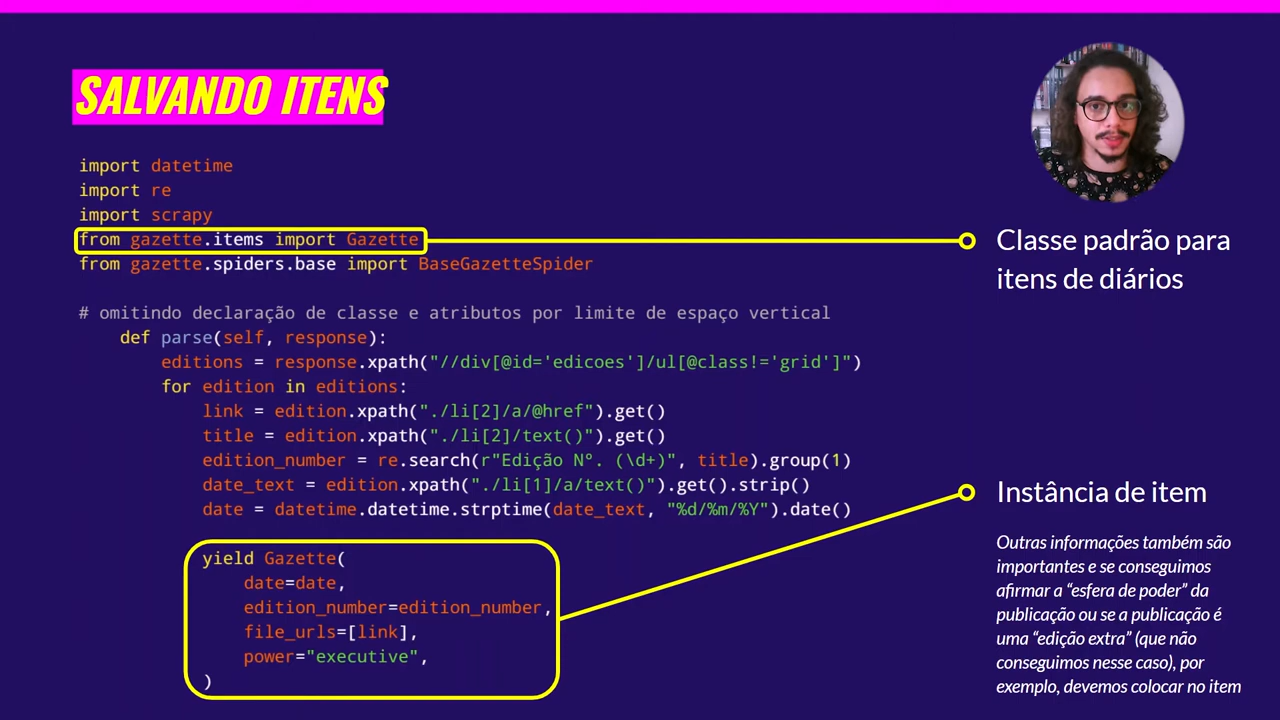 SALVANDO ITENS
import datetime
import re
import scrapy
from gazette.items import Gazette
from gazette.spiders.base import BaseGazetteSpider
# omitindo declaração de classe e atributos por limite de espaço vertical
def parse(self, response):
editions = response.xpath("//div[@id='edicoes']/ul[@class!='grid']")
for edition in editions:
link = edition.xpath("./li[2]/a/@href").get()
title = edition.xpath("./li[2]/text()").get()
edition_number = re.search(r"Edição Nº. (\d+)", title).group(1)
date_text = edition.xpath("./li[1]/a/text()").get().strip()
date = datetime.datetime.strptime(date_text, "%d/%m/%Y").date()
yield Gazette(
date=date,
edition_number=edition_number,
file_urls=[link],
power="executive",
)
Classe padrão para
itens de diários
Instância de item
Outras informações também são
importantes e se conseguimos
afirmar a “esfera de poder” da
publicação ou se a publicação é
uma “edição extra” (que não
conseguimos nesse caso), por
exemplo, devemos colocar no item